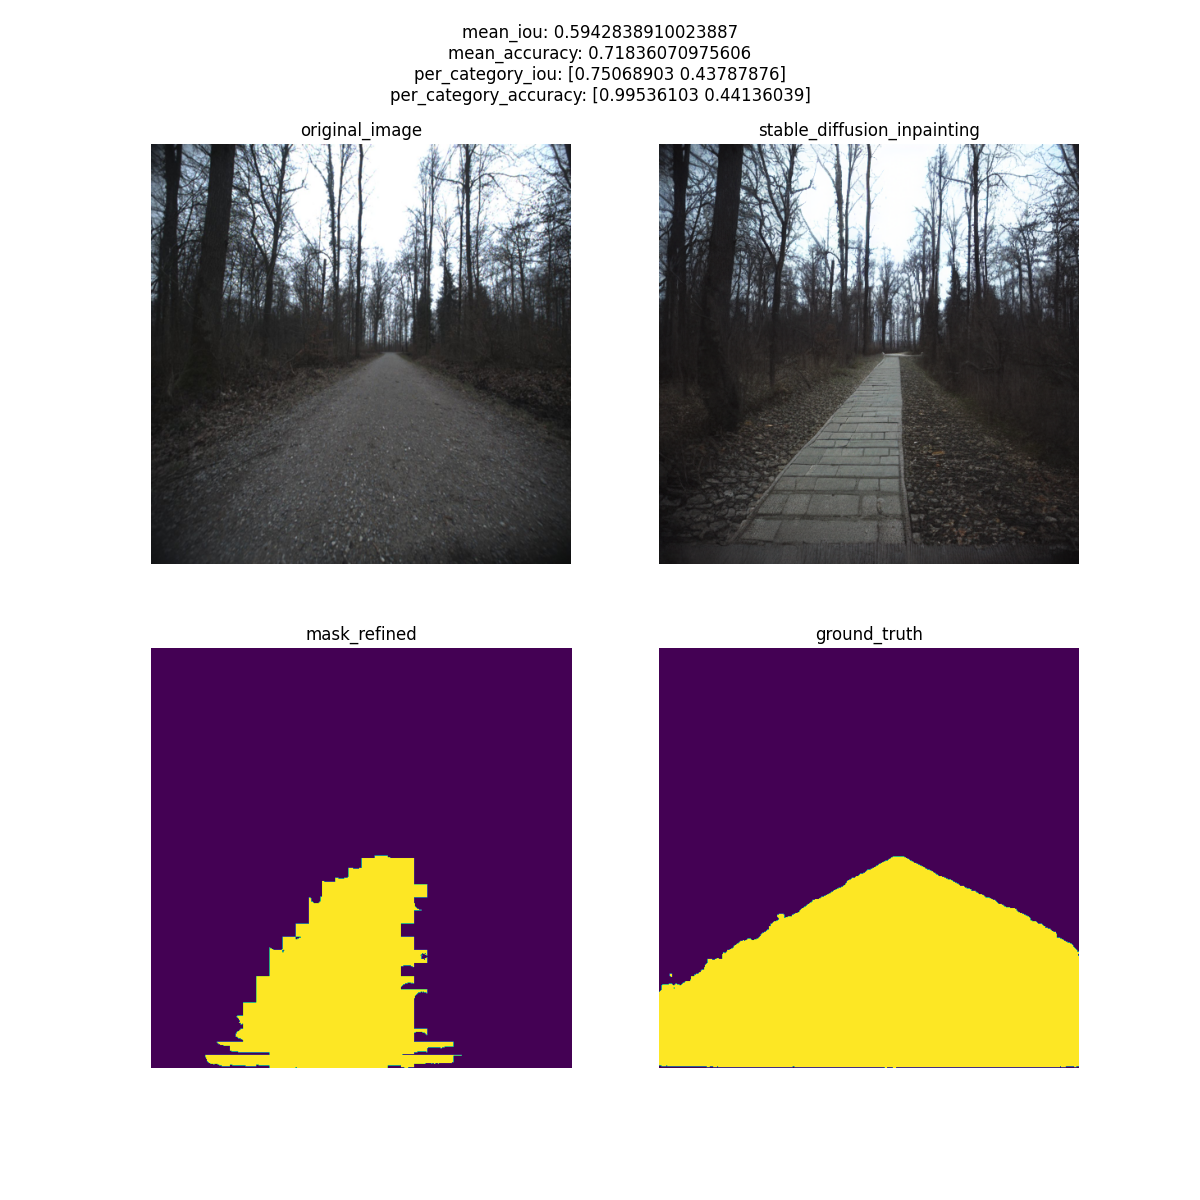 mean_iou: 0.5942838910023887
mean_accuracy: 0.71836070975606
per_category_iou: [0.75068903 0.43787876]
per_category_accuracy: [0.99536103 0.44136039]
original_image
stable_diffusion_inpainting
mask_refined
ground_truth